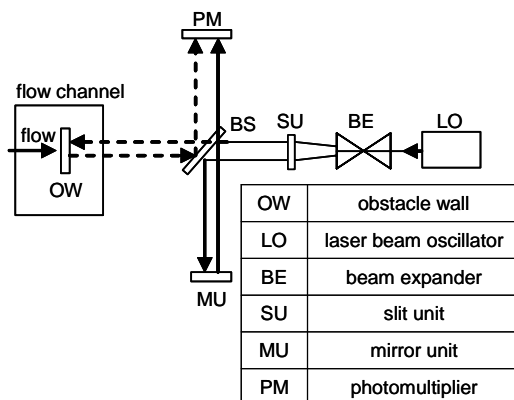 PM
flow channel
BS
SU
BE
LO
flow
OW
MU
OW obstacle wall
LO laser beam oscillator
BE beam expander
SU slit unit
MU mirror unit
PM photomultiplier